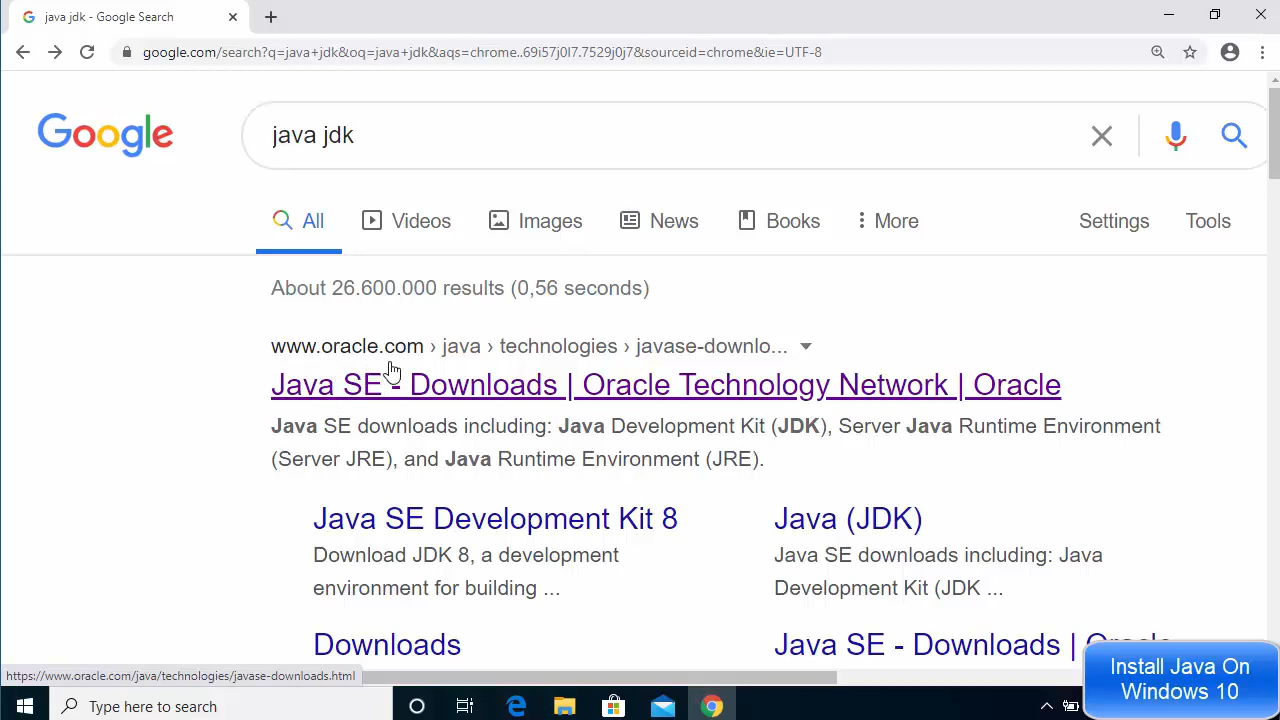 java jdk - Google Search
google.com/search?q=java+jdk&oq=java+jdk&aqs=chrome..69i57j0l7.7529j0j7&sourceid=chrome&ie=UTF-8
Google
java jdk
All Videos Images News Books More Settings Tools
About 26.600.000 results (0,56 seconds)
www.oracle.com › java › technologies › javase-downlo...
Java SE - Downloads | Oracle Technology Network | Oracle
Java SE downloads including: Java Development Kit (JDK), Server Java Runtime Environment
(Server JRE), and Java Runtime Environment (JRE).
Java SE Development Kit 8
Download JDK 8, a development
environment for building ...
Java (JDK)
Java SE downloads including: Java
Development Kit (JDK ...
Downloads
Java SE - Downloads | Oracle
https://www.oracle.com/java/technologies/javase-downloads.html
Install Java On
Windows 10
Type here to search